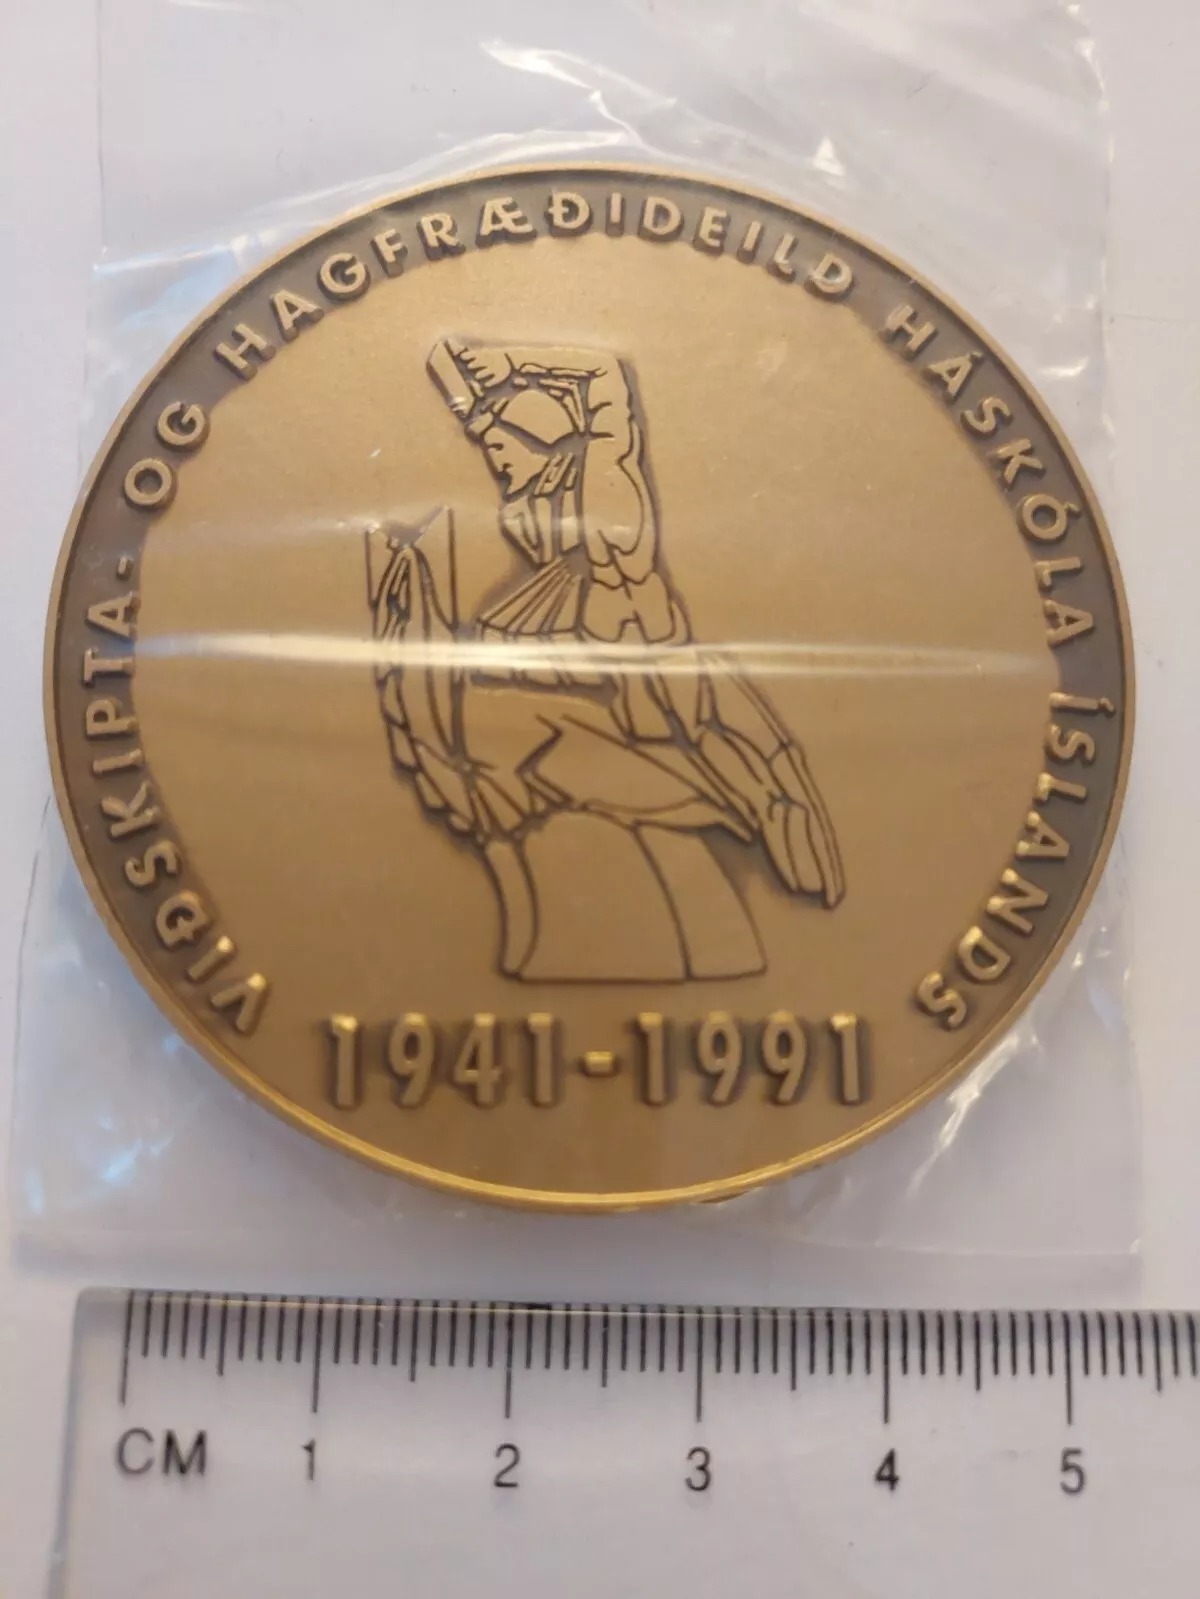 VIÐSKIPTA- OG HAGFRÆÐIDEILD HÁSKÓLA ÍSLANDS
1941-1991
CM 1 2 3 4 5